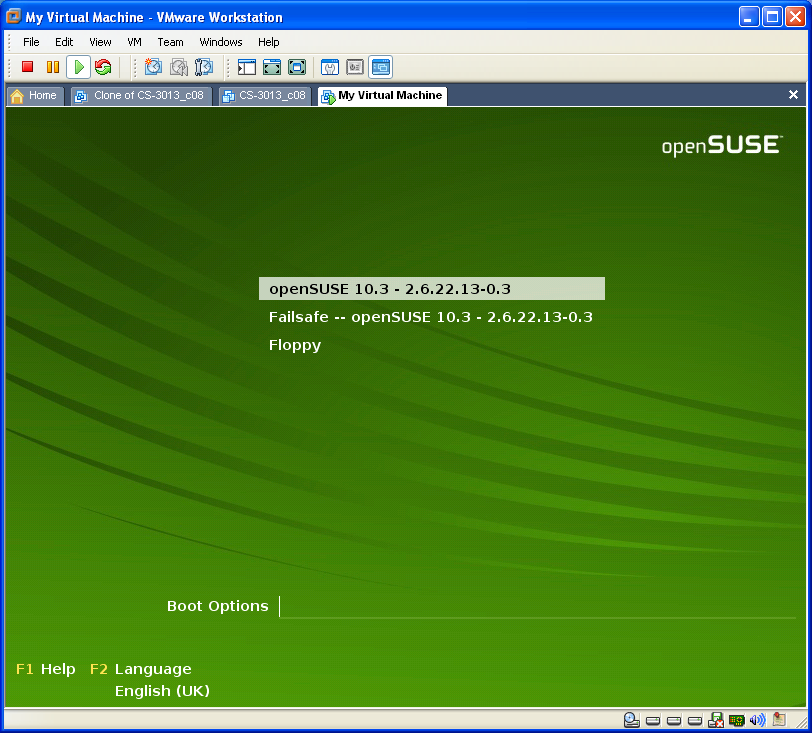 My Virtual Machine - VMware Workstation
File Edit View VM Team Windows Help
Home Clone of CS-3013_c08 CS-3013_c08 My Virtual Machine
openSUSE
openSUSE 10.3 - 2.6.22.13-0.3
Failsafe -- openSUSE 10.3 - 2.6.22.13-0.3
Floppy
Boot Options
F1 Help F2 Language
English (UK)